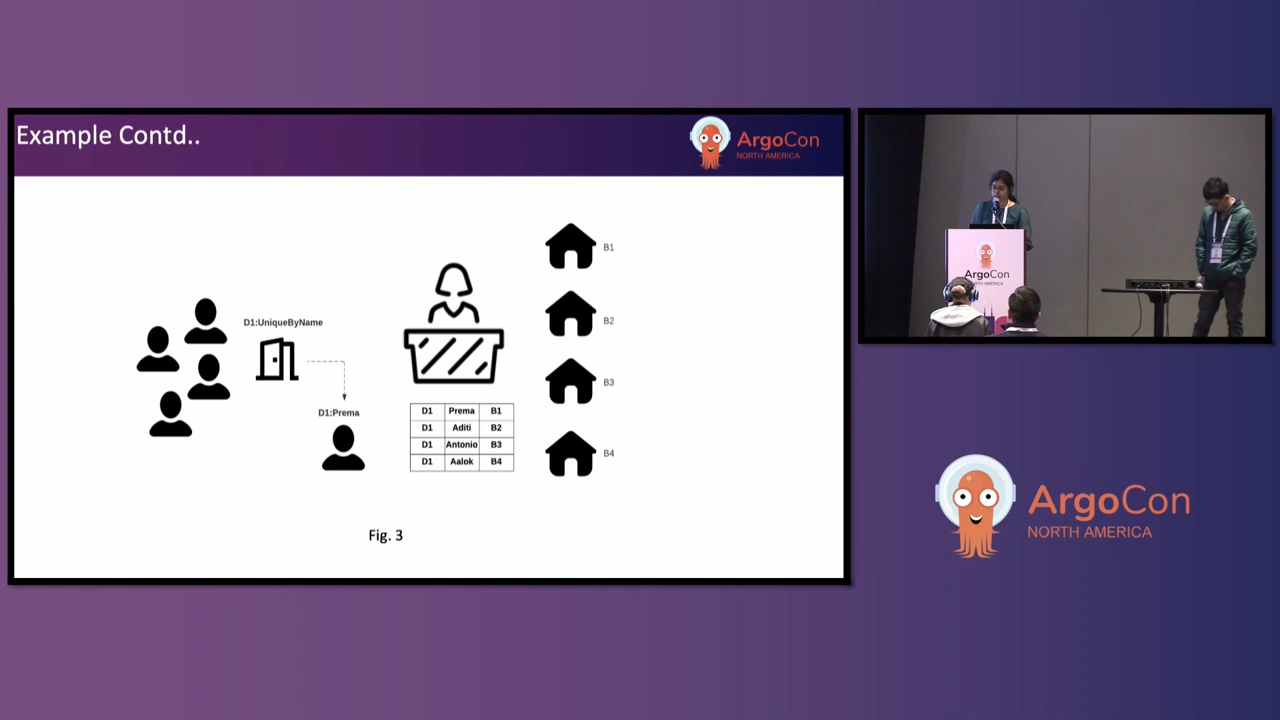 Example Contd..
ArgoCon
NORTH AMERICA
D1:UniqueByName
D1:Prema
D1 Prema B1
D1 Aditi B2
D1 Antonio B3
D1 Aalok B4
B1
B2
B3
B4
Fig. 3
ArgoCon
NORTH AMERICA
ArgoCon
NORTH AMERICA